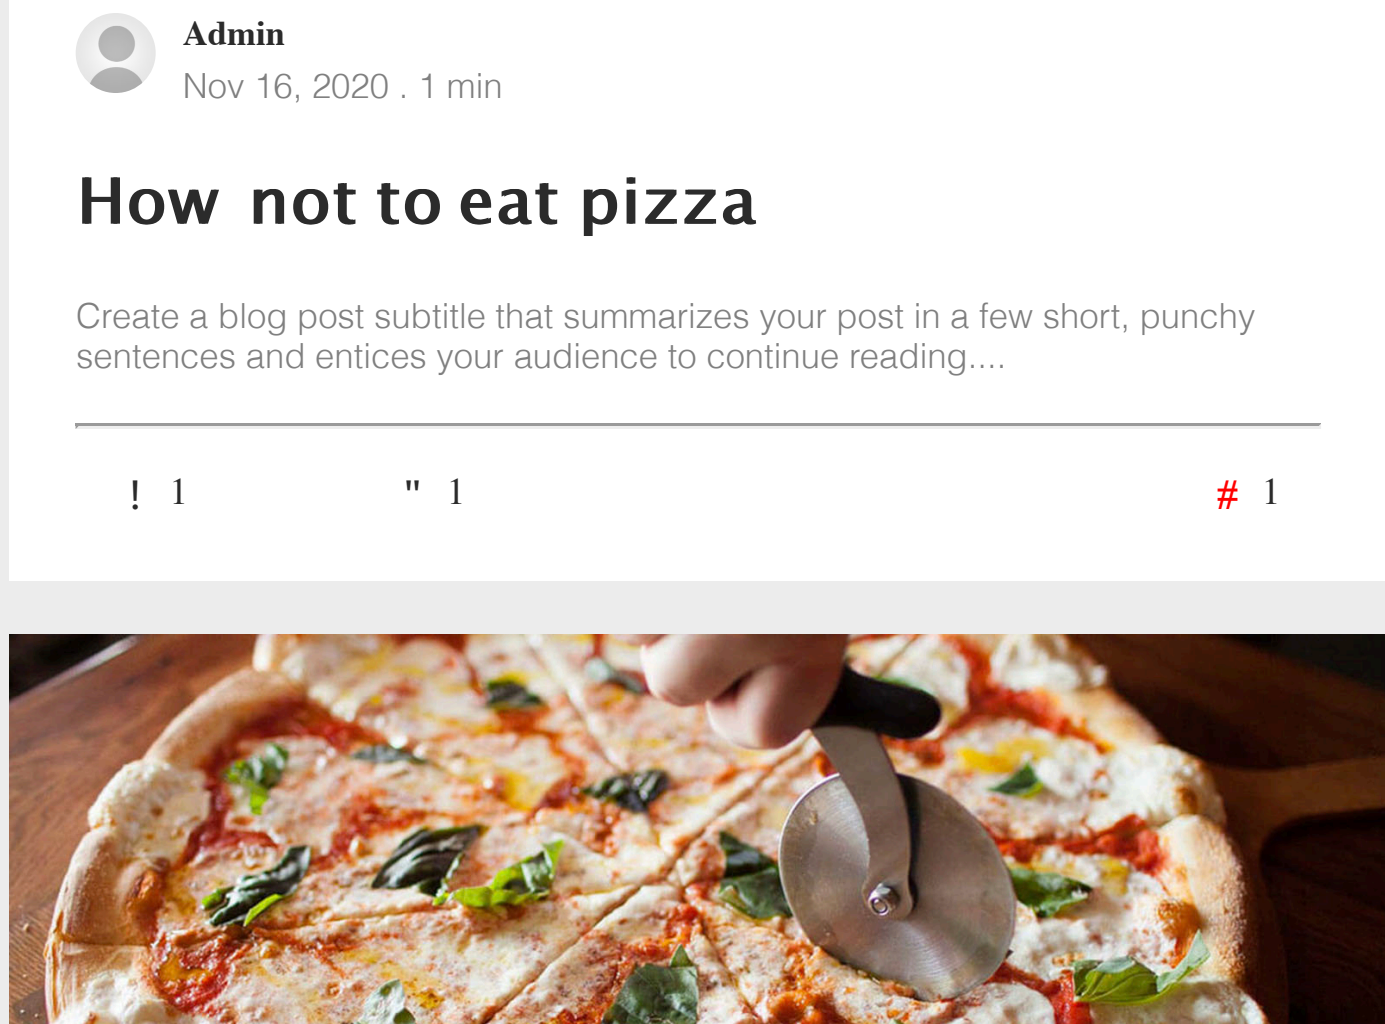 Admin
Nov 16, 2020 . 1 min
How not to eat pizza
Create a blog post subtitle that summarizes your post in a few short, punchy
sentences and entices your audience to continue reading....
! 1 " 1 # 1